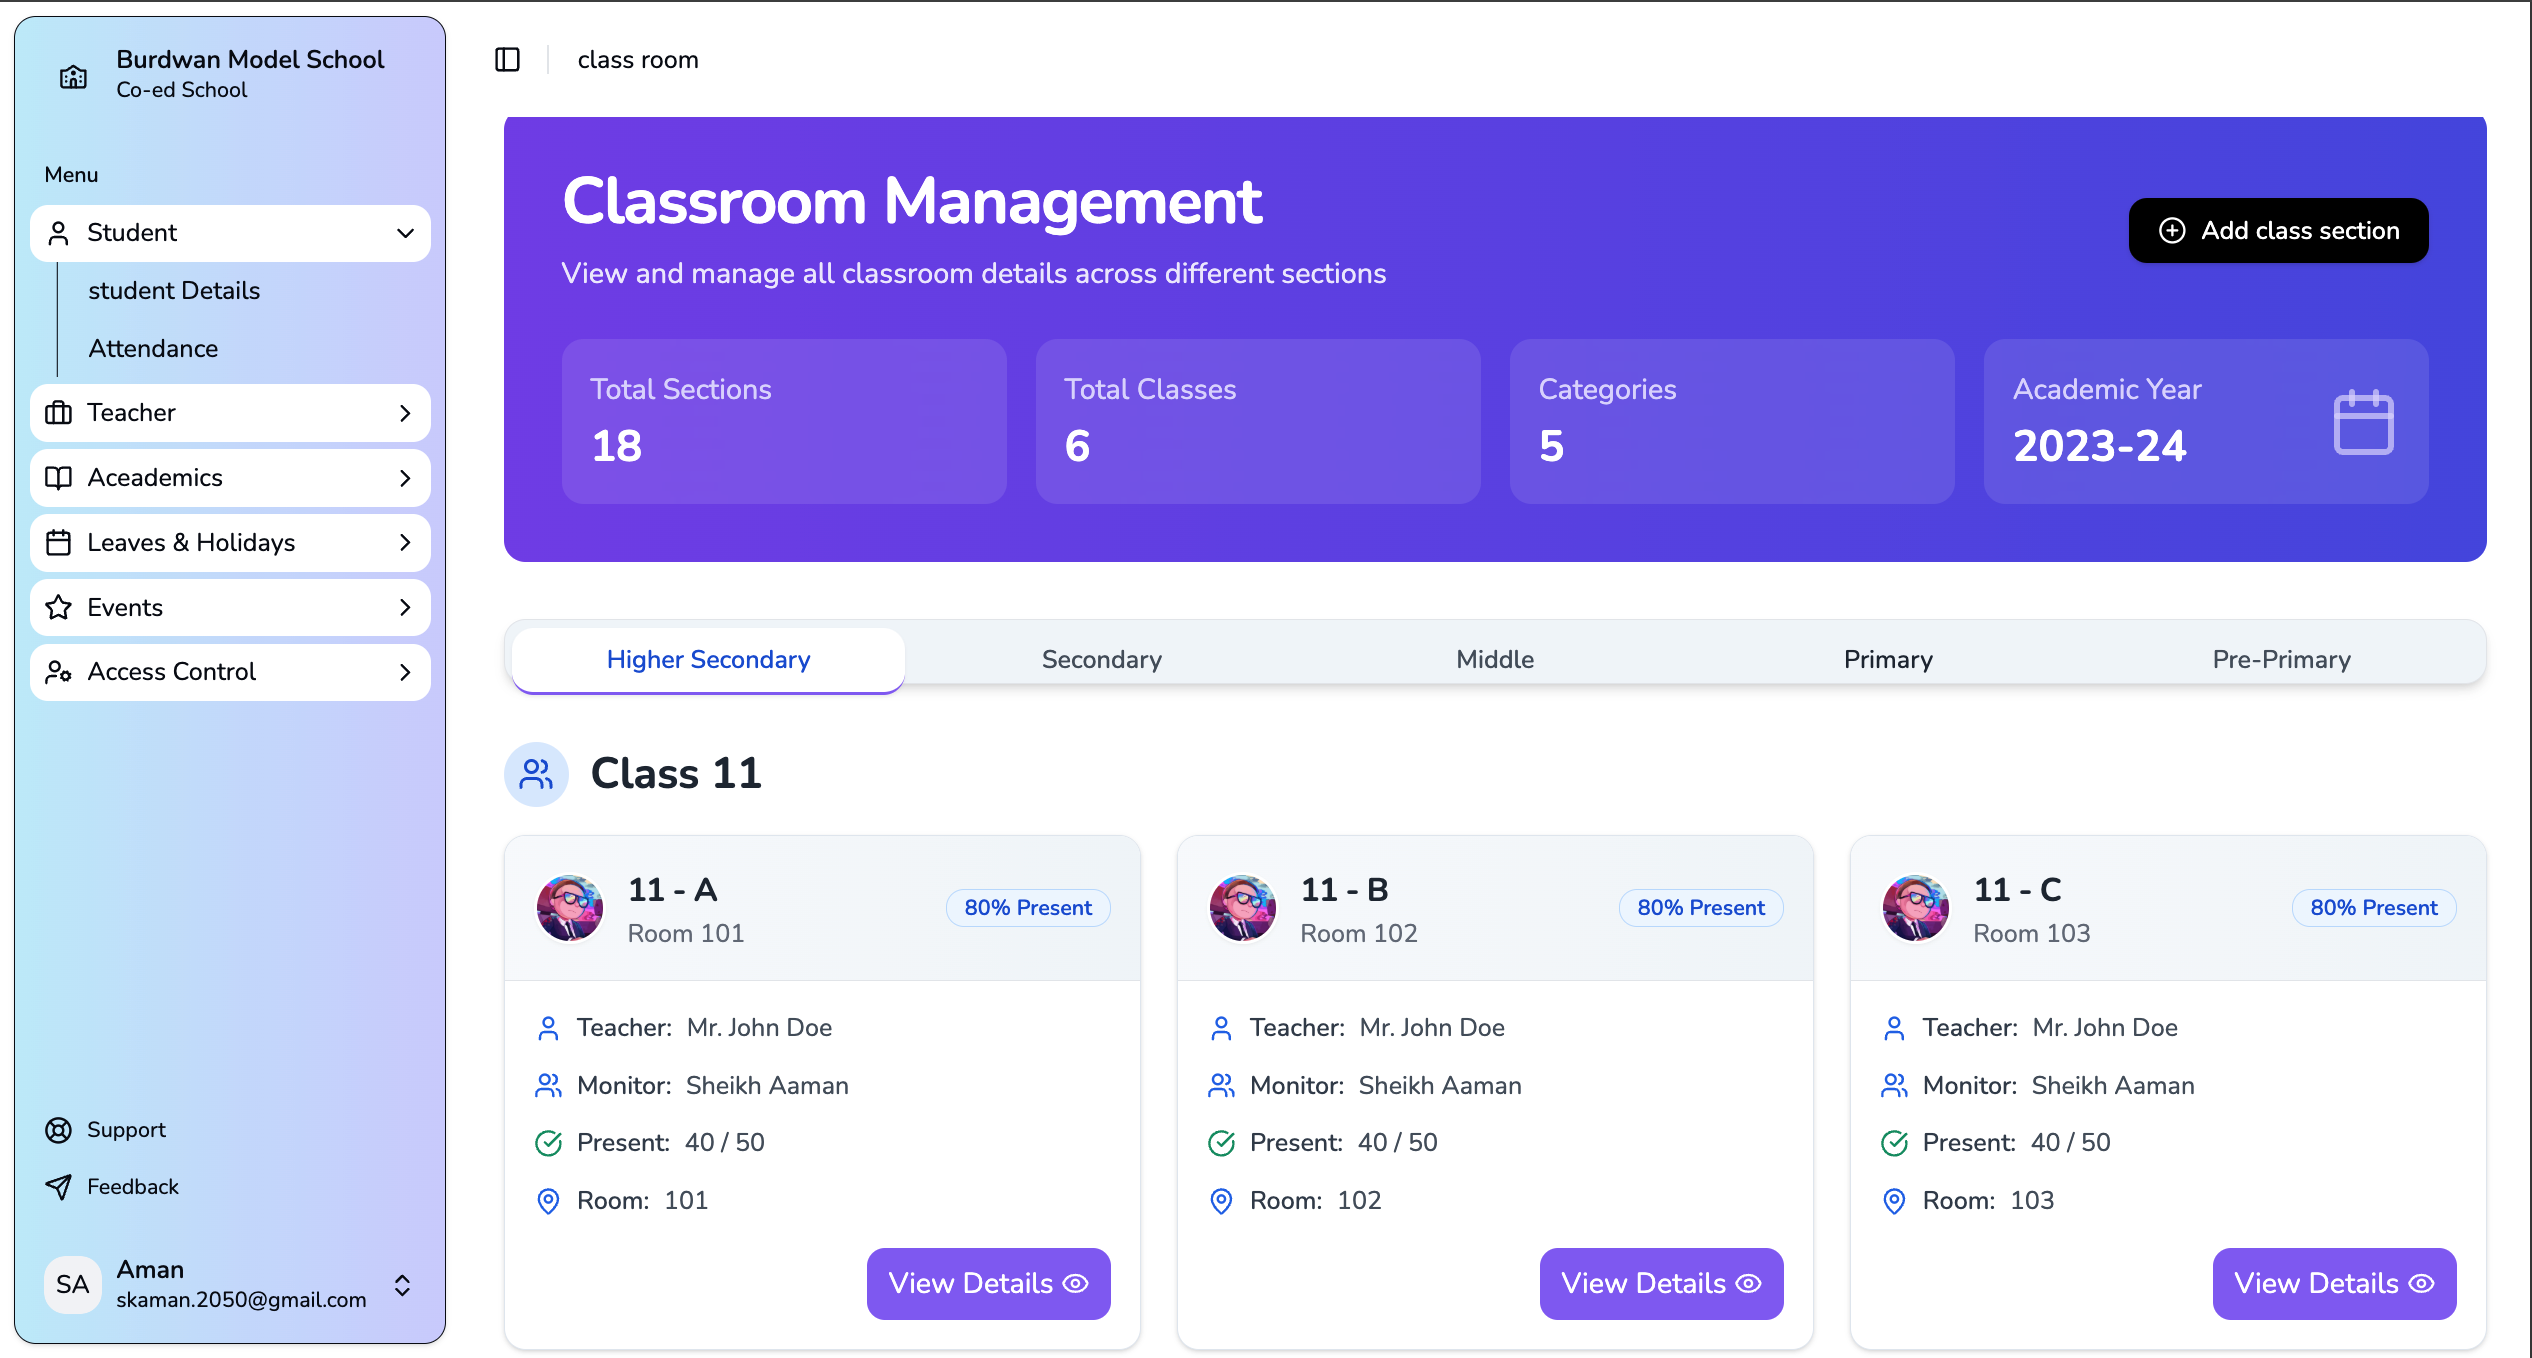 Burdwan Model School
Co-ed School
Menu
Student
student Details
Attendance
Teacher
Aceademics
Leaves & Holidays
Events
Access Control
Support
Feedback
SA
Aman
skaman.2050@gmail.com
class room
Classroom Management
View and manage all classroom details across different sections
Add class section
Total Sections
18
Total Classes
6
Categories
5
Academic Year
2023-24
Higher Secondary
Secondary
Middle
Primary
Pre-Primary
Class 11
11 - A
Room 101
80% Present
Teacher: Mr. John Doe
Monitor: Sheikh Aaman
Present: 40 / 50
Room: 101
View Details
11 - B
Room 102
80% Present
Teacher: Mr. John Doe
Monitor: Sheikh Aaman
Present: 40 / 50
Room: 102
View Details
11 - C
Room 103
80% Present
Teacher: Mr. John Doe
Monitor: Sheikh Aaman
Present: 40 / 50
Room: 103
View Details